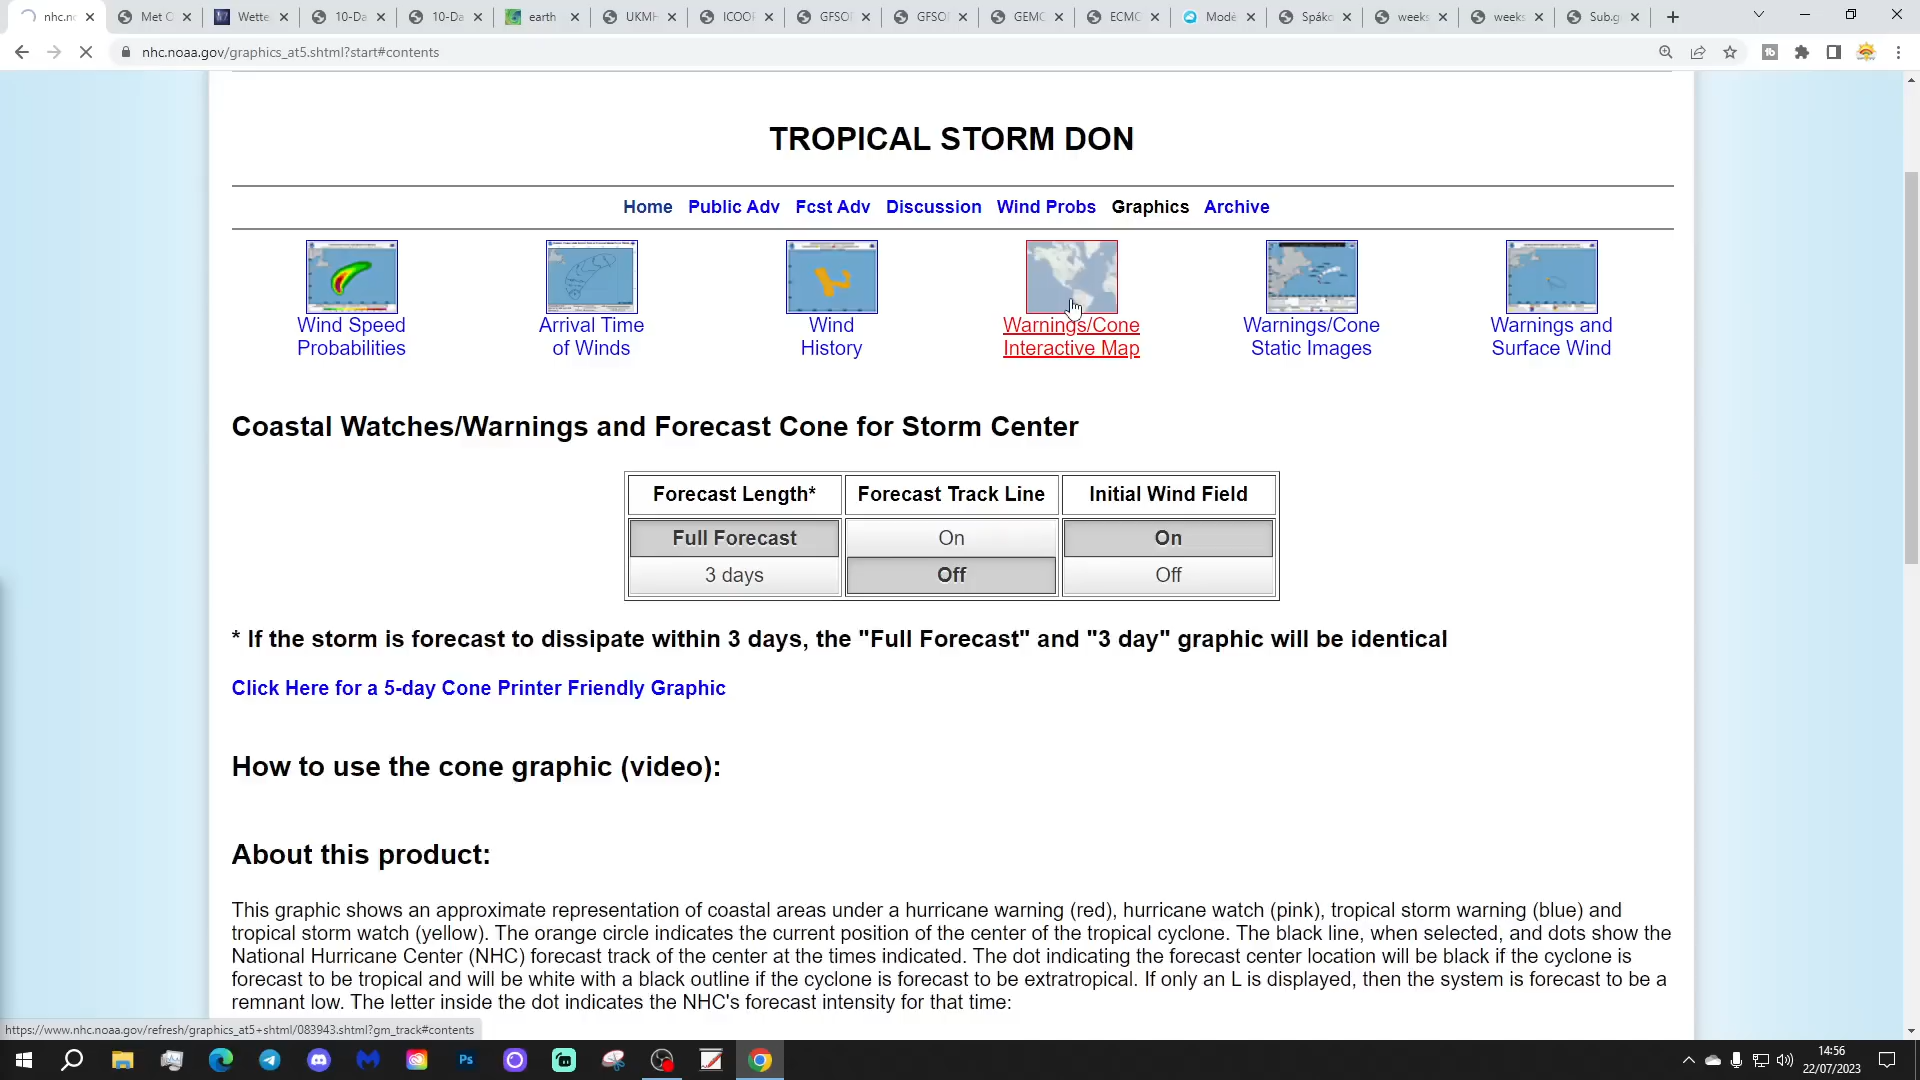 nhc.n
Met O
Wette
10-Da
10-Da
earth
UKMH
ICOOP
GFSOP
GFSOP
GEMC
ECMC
Modè
Spáko
weeks
weeks
Sub.g
nhc.noaa.gov/graphics_at5.shtml?start#contents
TROPICAL STORM DON
Home Public Adv Fcst Adv Discussion Wind Probs Graphics Archive
Wind Speed
Probabilities
Arrival Time
of Winds
Wind
History
Warnings/Cone
Interactive Map
Warnings/Cone
Static Images
Warnings and
Surface Wind
Coastal Watches/Warnings and Forecast Cone for Storm Center
Forecast Length* Forecast Track Line Initial Wind Field
Full Forecast On On
3 days Off Off
* If the storm is forecast to dissipate within 3 days, the "Full Forecast" and "3 day" graphic will be identical
Click Here for a 5-day Cone Printer Friendly Graphic
How to use the cone graphic (video):
About this product:
This graphic shows an approximate representation of coastal areas under a hurricane warning (red), hurricane watch (pink), tropical storm warning (blue) and
tropical storm watch (yellow). The orange circle indicates the current position of the center of the tropical cyclone. The black line, when selected, and dots show the
National Hurricane Center (NHC) forecast track of the center at the times indicated. The dot indicating the forecast center location will be black if the cyclone is
forecast to be tropical and will be white with a black outline if the cyclone is forecast to be extratropical. If only an L is displayed, then the system is forecast to be a
remnant low. The letter inside the dot indicates the NHC's forecast intensity for that time:
https://www.nhc.noaa.gov/refresh/graphics_at5+shtml/083943.shtml?gm_track#contents
Ps
14:56
22/07/2023